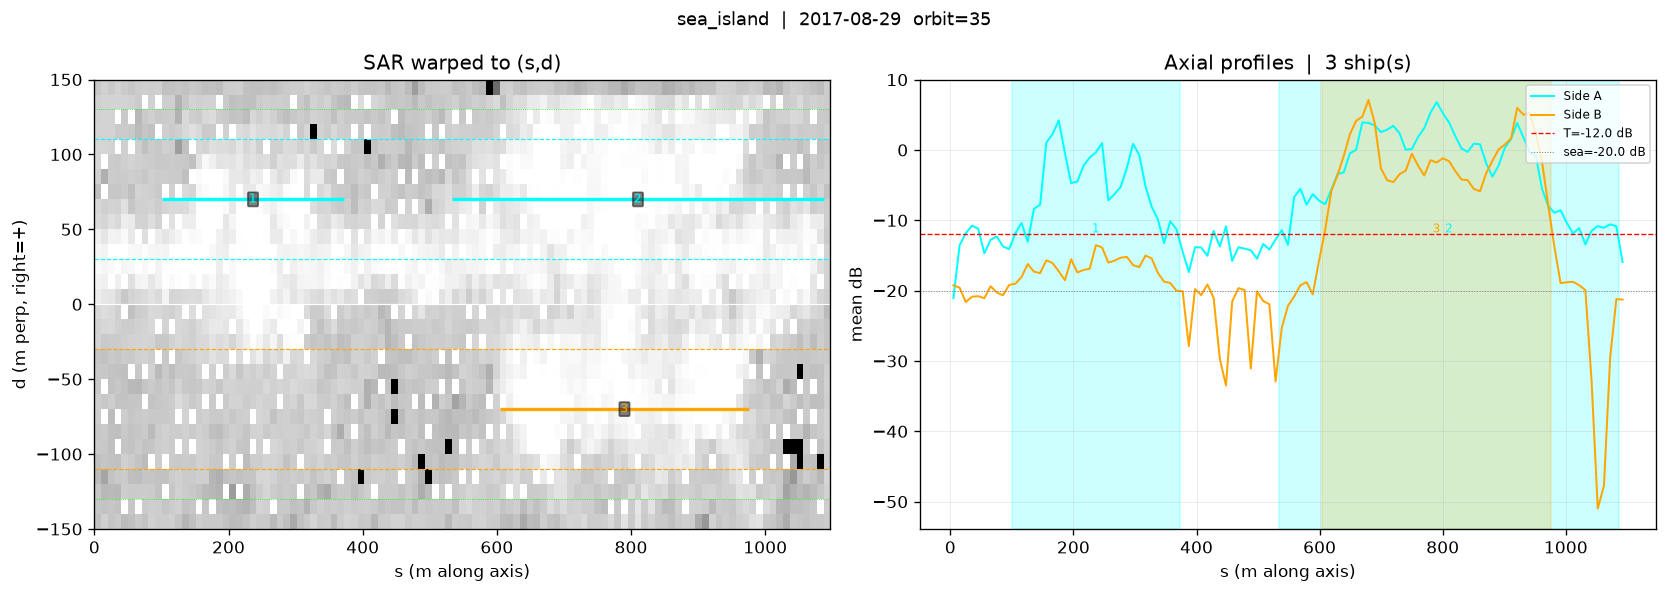 sea_island | 2017-08-29 orbit=35
SAR warped to (s,d)
150
100
50
0
−50
−100
−150
d (m perp, right=+)
1
2
3
0
200
400
600
800
1000
s (m along axis)
Axial profiles | 3 ship(s)
10
0
−10
−20
−30
−40
−50
mean dB
Side A
Side B
T=-12.0 dB
sea=-20.0 dB
1
3
2
0
200
400
600
800
1000
s (m along axis)